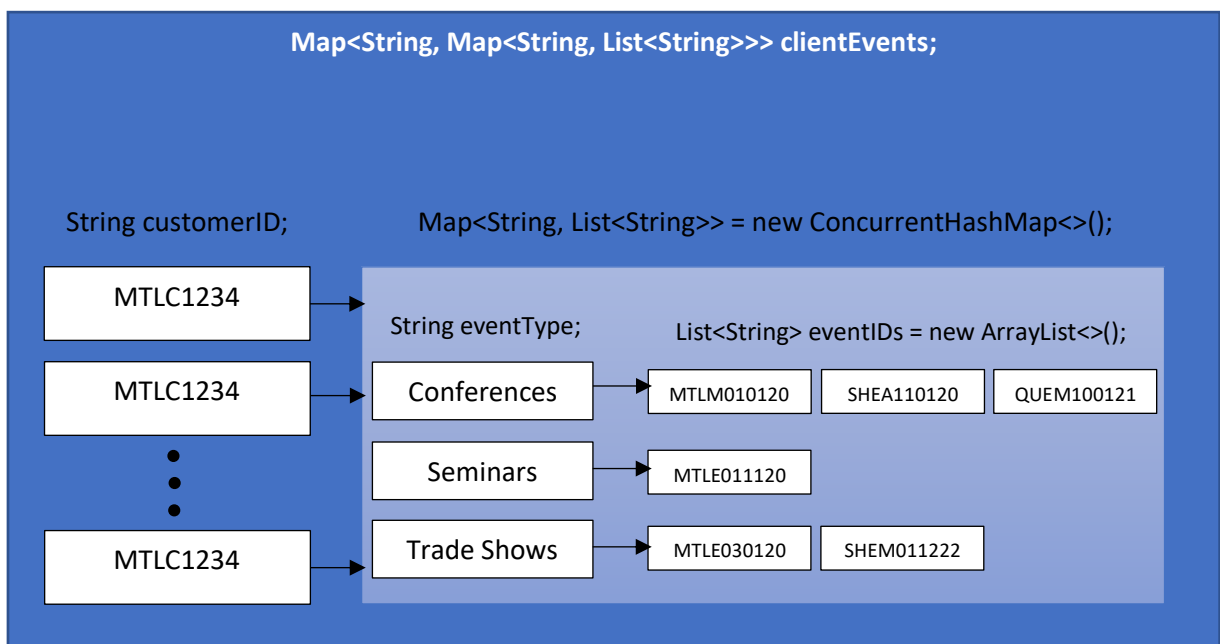 Map<String, Map<String, List<String>>> clientEvents;
String customerID;
Map<String, List<String>> = new ConcurrentHashMap<>();
MTLC1234
String eventType;
List<String> eventIDs = new ArrayList<>();
MTLC1234
Conferences
MTLM010120
SHEA110120
QUEM100121
Seminars
MTLE011120
MTLC1234
Trade Shows
MTLE030120
SHEM011222